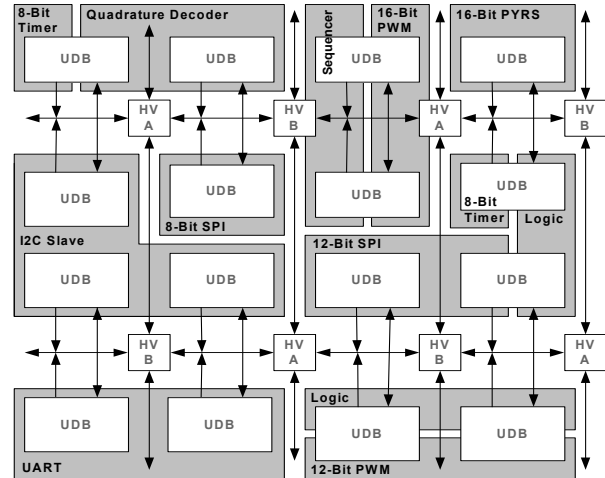 8-Bit
Timer
Quadrature Decoder
Sequencer
16-Bit
PWM
16-Bit PYRS
UDB
UDB
UDB
UDB
HV
A
HV
B
HV
A
HV
B
UDB
UDB
UDB
UDB
8-Bit SPI
8-Bit
Timer
Logic
I2C Slave
12-Bit SPI
UDB
UDB
UDB
UDB
HV
B
HV
A
HV
B
HV
A
Logic
UDB
UDB
UDB
UDB
UART
12-Bit PWM